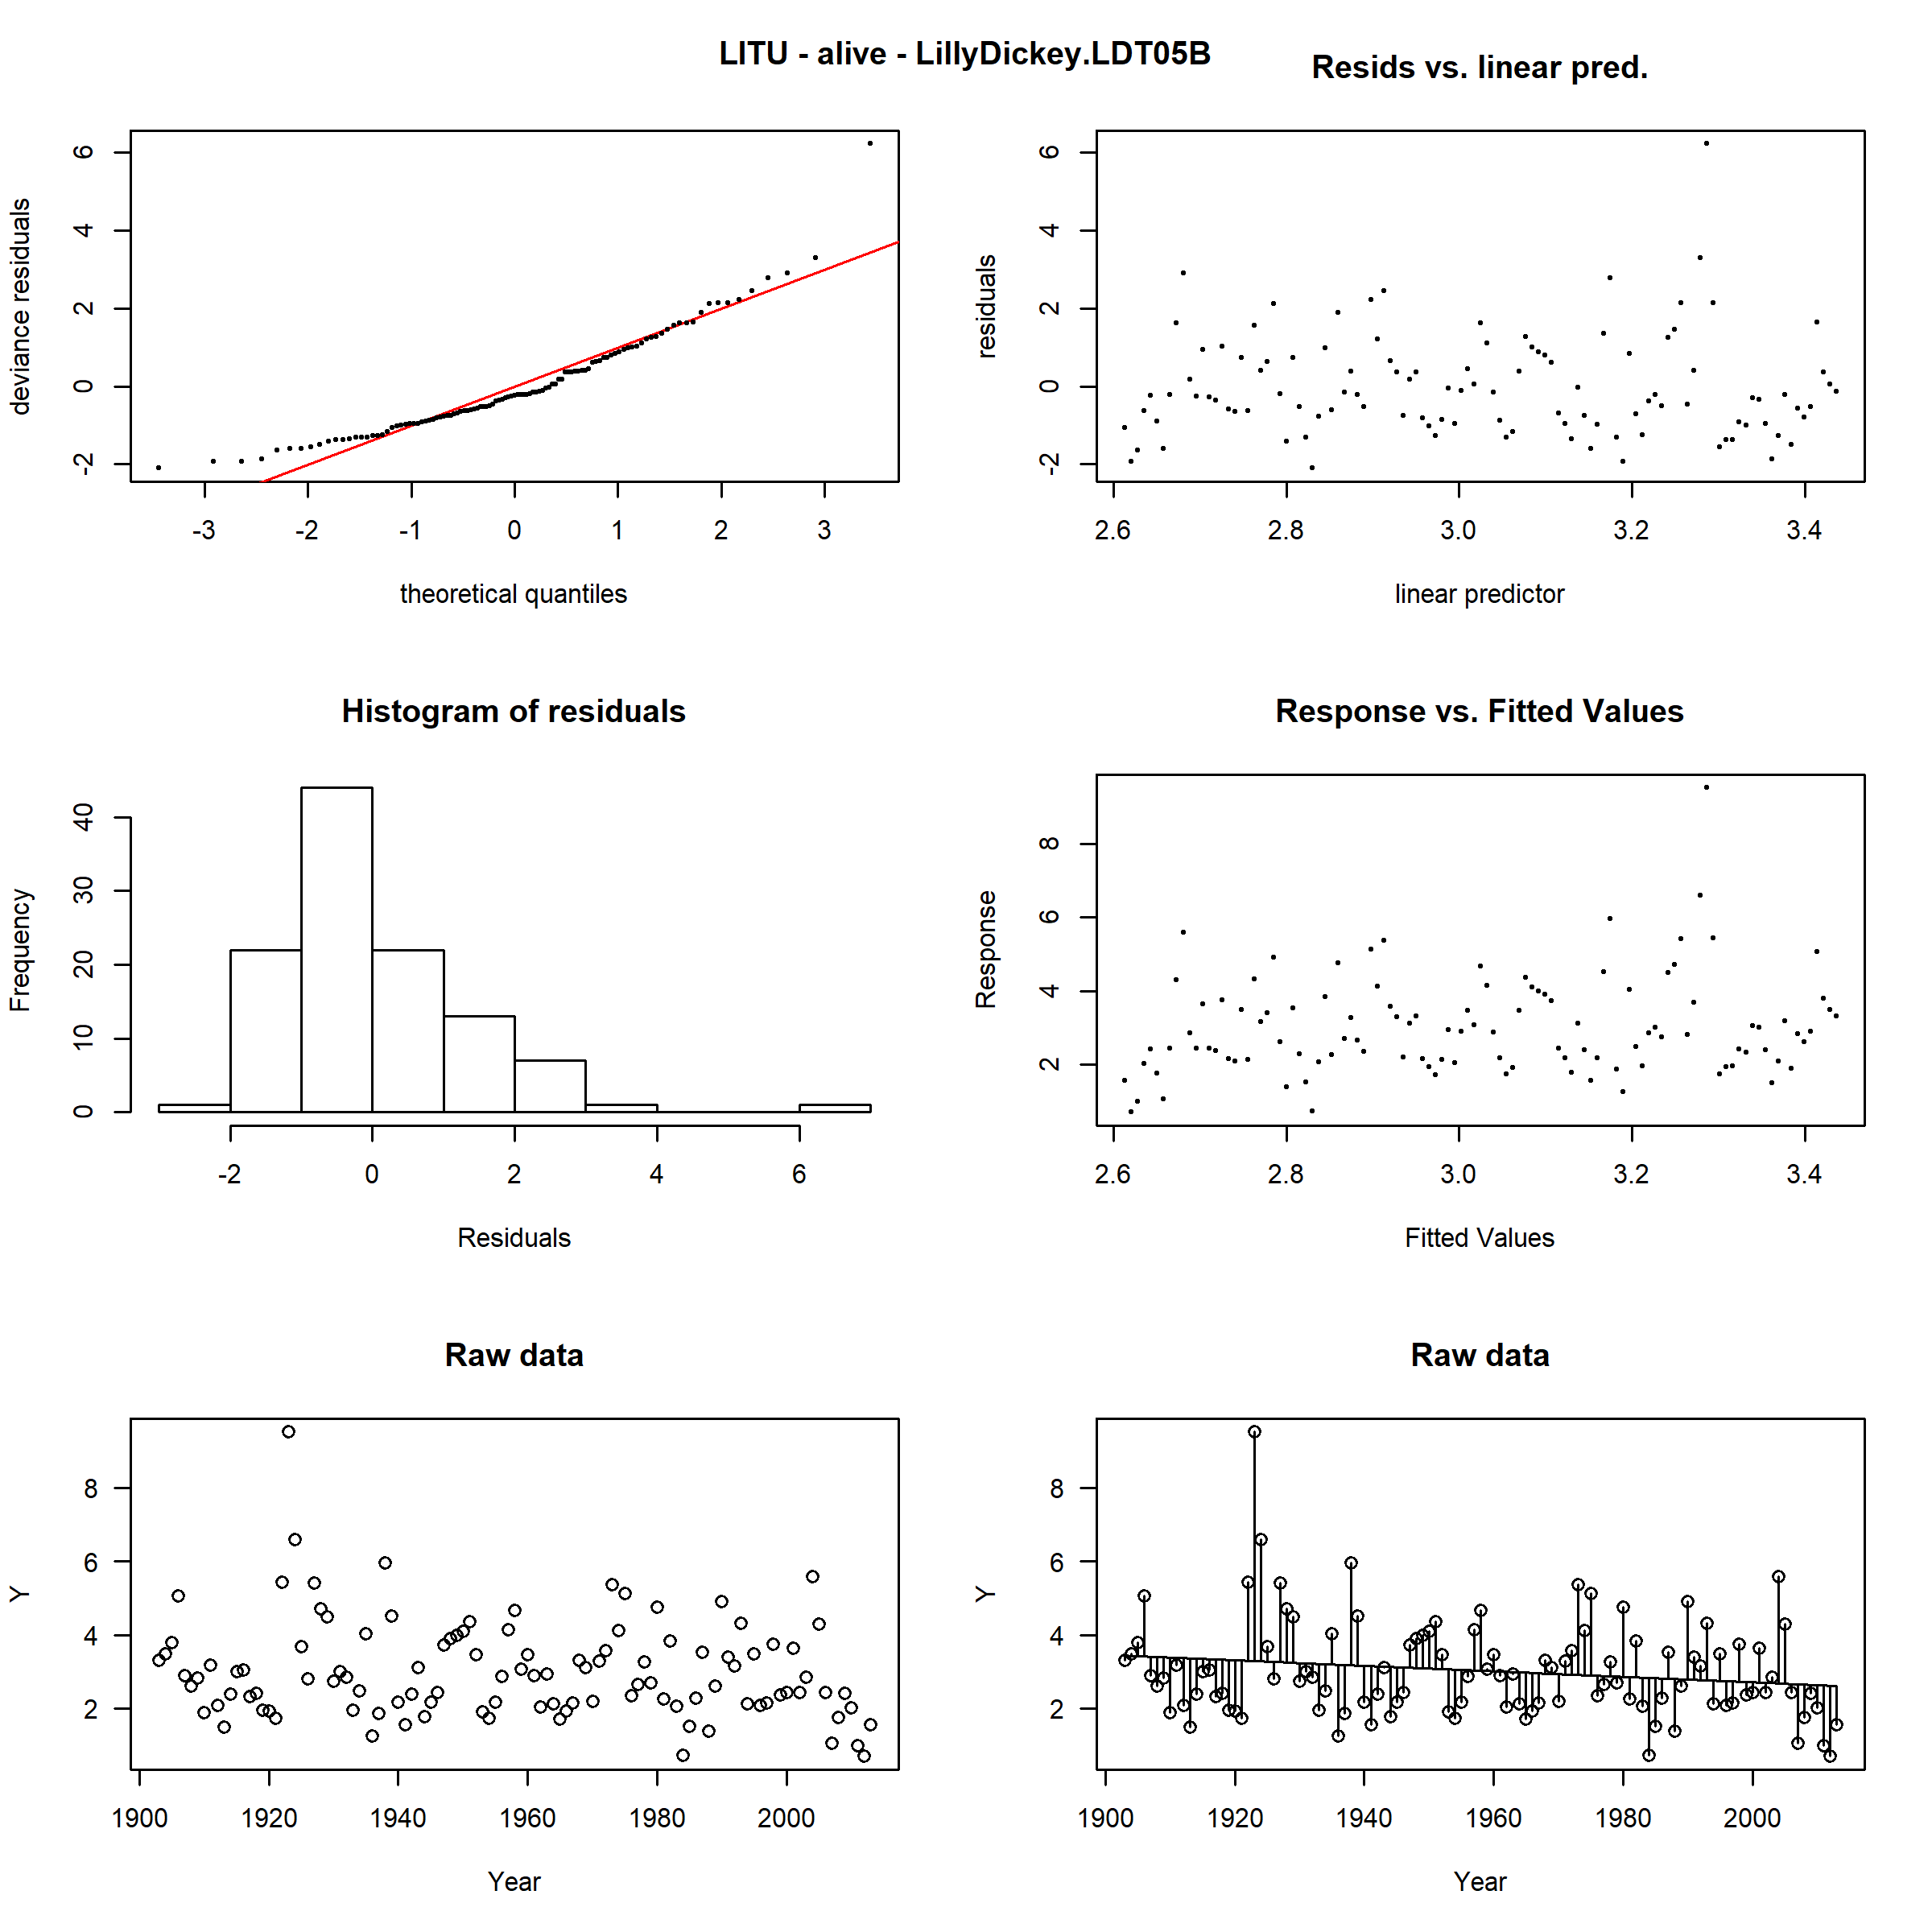 LITU - alive - LillyDickey.LDT05B
Resids vs. linear pred.
deviance residuals
-2 0 2 4 6
-3 -2 -1 0 1 2 3
theoretical quantiles
residuals
-2 0 2 4 6
2.6 2.8 3.0 3.2 3.4
linear predictor
Histogram of residuals
Frequency
0 10 20 30 40
-2 0 2 4 6
Residuals
Response vs. Fitted Values
Response
2 4 6 8
2.6 2.8 3.0 3.2 3.4
Fitted Values
Raw data
Y
2 4 6 8
1900 1920 1940 1960 1980 2000
Year
Raw data
Y
2 4 6 8
1900 1920 1940 1960 1980 2000
Year